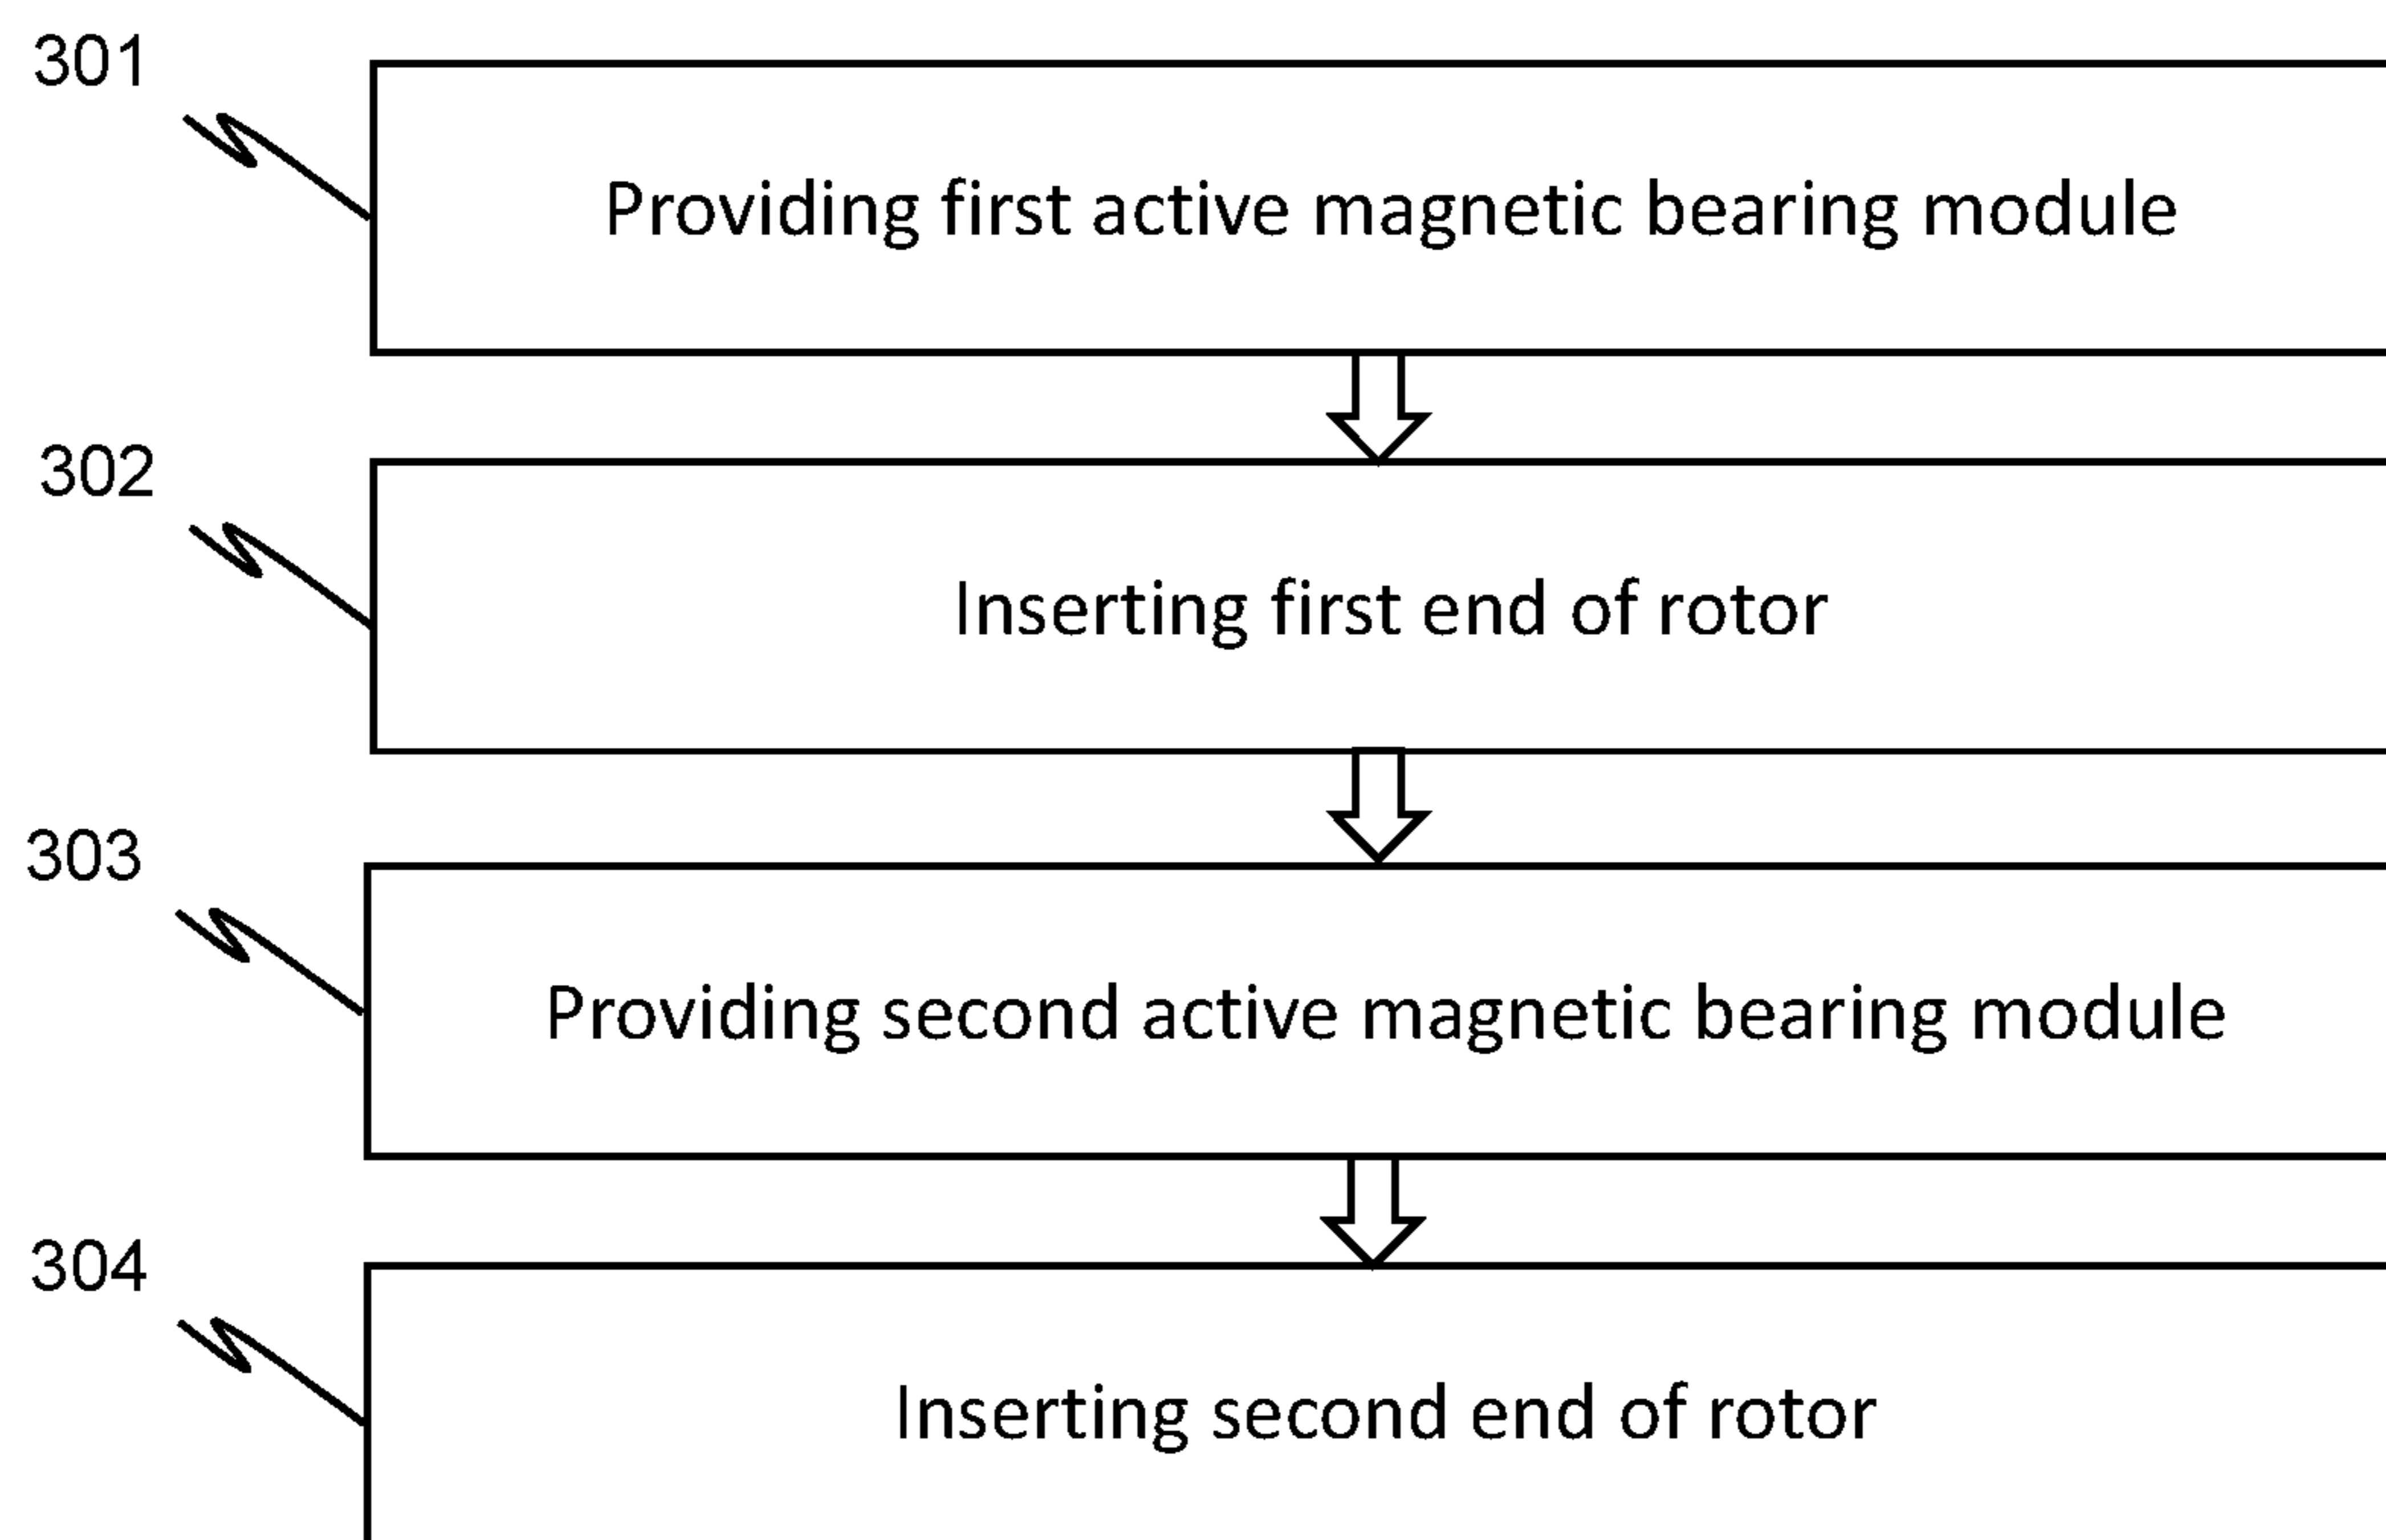 301
Providing first active magnetic bearing module
302
Inserting first end of rotor
303
Providing second active magnetic bearing module
304
Inserting second end of rotor